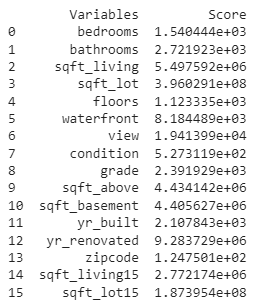 Variables Score
0 bedrooms 1.540444e+03
1 bathrooms 2.721923e+03
2 sqft_living 5.497592e+06
3 sqft_lot 3.960291e+08
4 floors 1.123335e+03
5 waterfront 8.184489e+03
6 view 1.941399e+04
7 condition 5.273119e+02
8 grade 2.391929e+03
9 sqft_above 4.434142e+06
10 sqft_basement 4.405627e+06
11 yr_built 2.107843e+03
12 yr_renovated 9.283729e+06
13 zipcode 1.247501e+02
14 sqft_living15 2.772174e+06
15 sqft_lot15 1.873954e+08